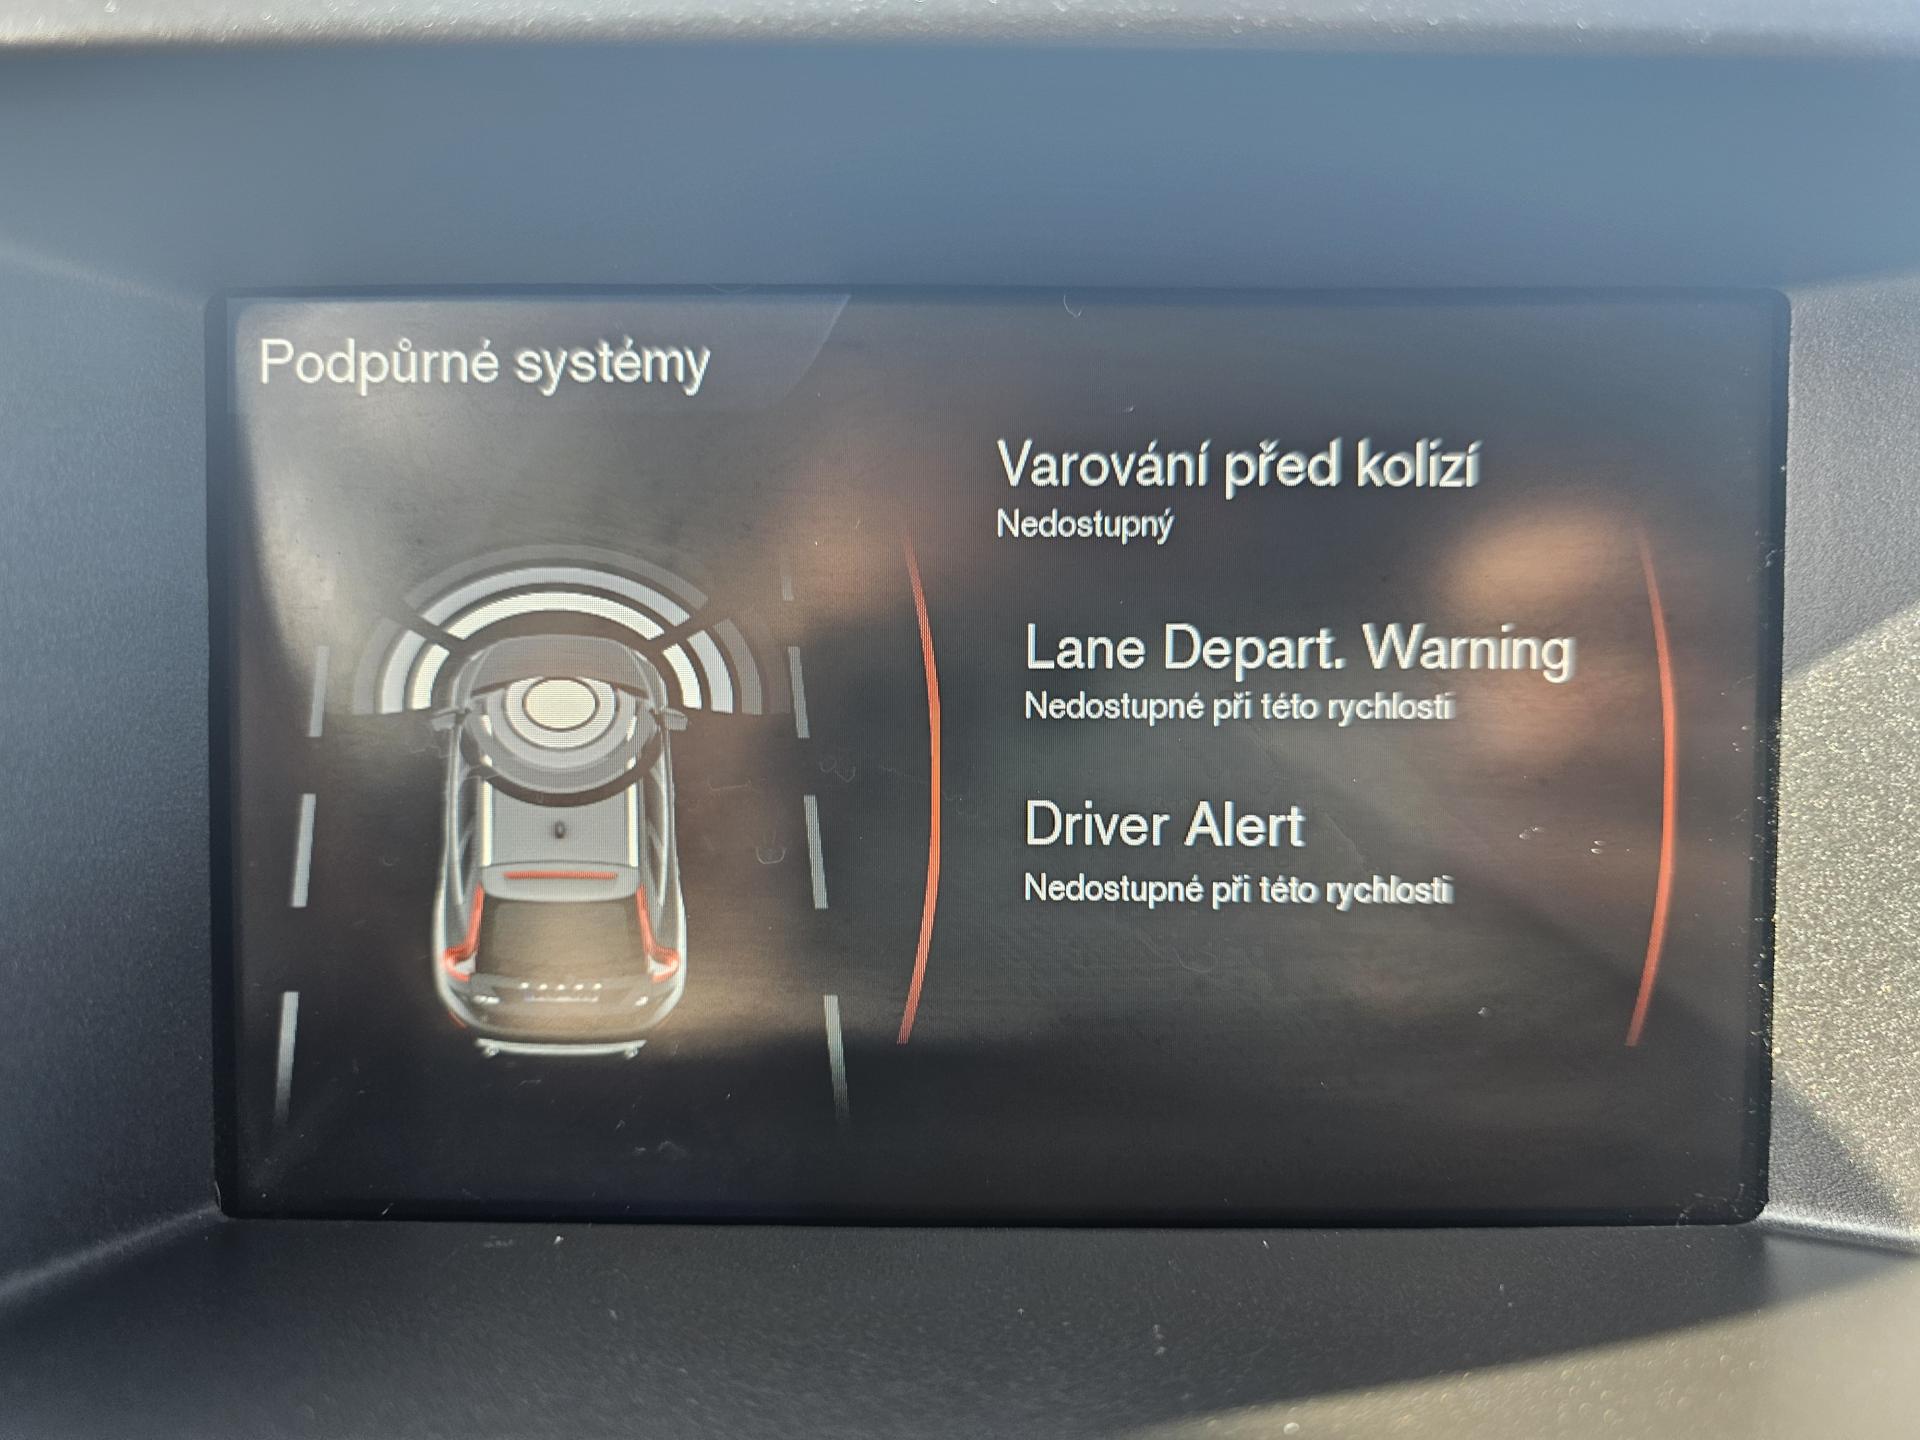 Podpůrné systémy
Varování před kolizí
Nedostupný
Lane Depart. Warning
Nedostupné při této rychlosti
Driver Alert
Nedostupné při této rychlosti